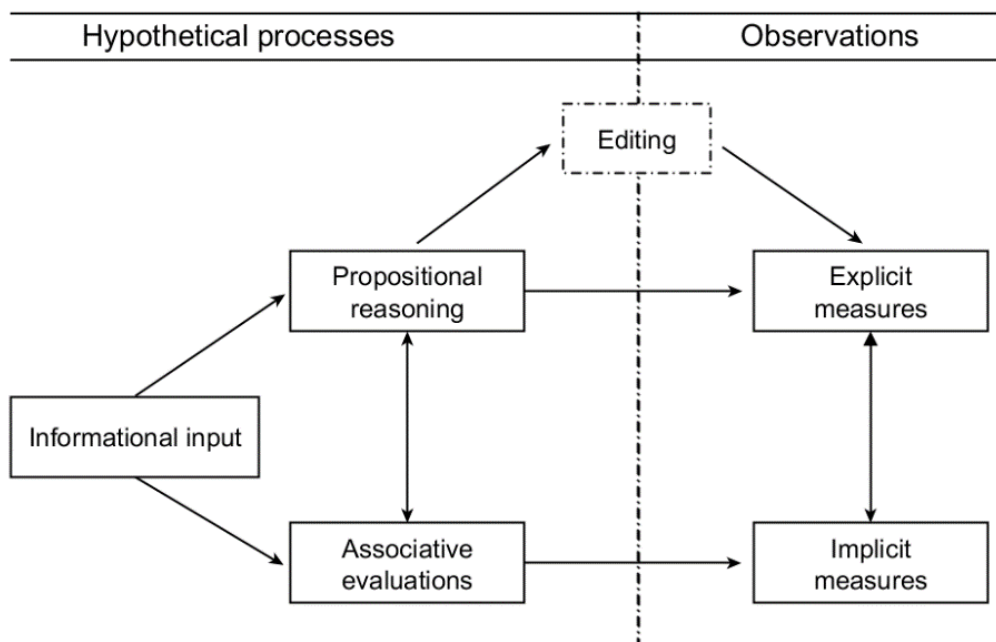 Hypothetical processes
Observations
Editing
Propositional
reasoning
Explicit
measures
Informational input
Associative
evaluations
Implicit
measures